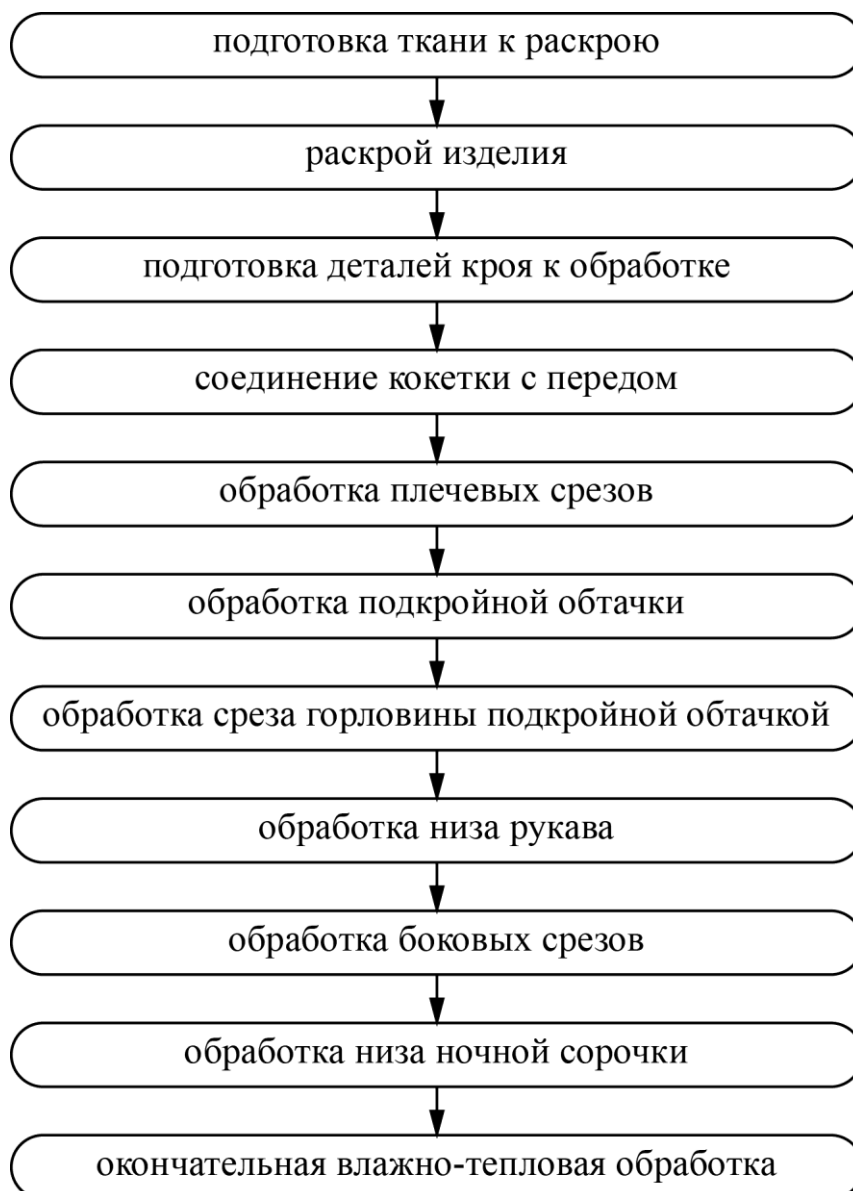 подготовка ткани к раскрою
раскрой изделия
подготовка деталей кроя к обработке
соединение кокетки с передом
обработка плечевых срезов
обработка подкройной обтачки
обработка среза горловины подкройной обтачкой
обработка низа рукава
обработка боковых срезов
обработка низа ночной сорочки
окончательная влажно-тепловая обработка